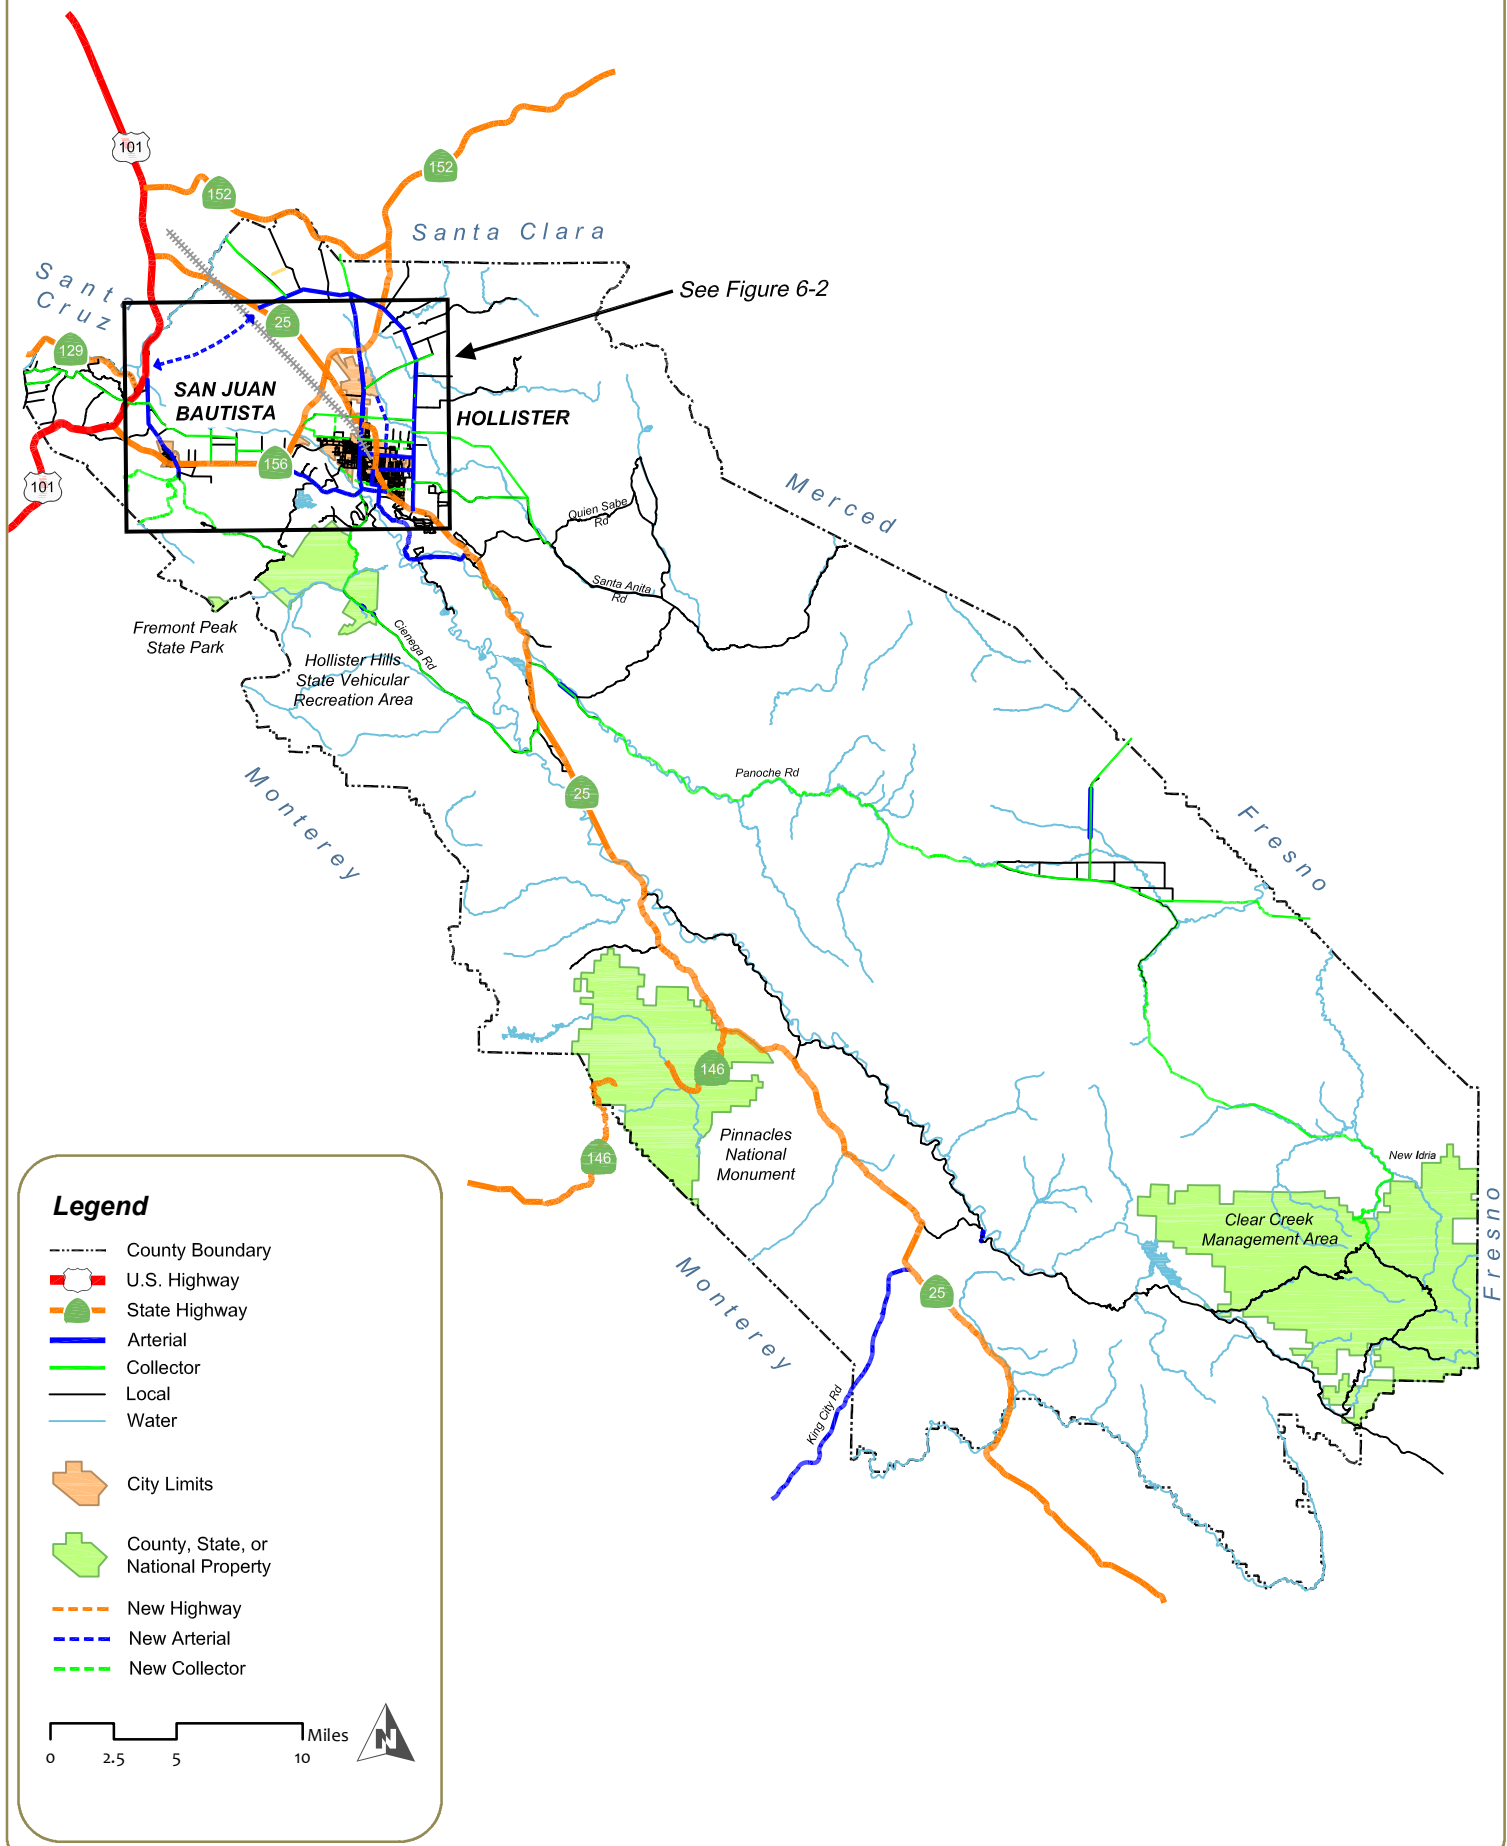 101
152
152
Santa Clara
Santa
Cruz
See Figure 6-2
25
129
SAN JUAN
BAUTISTA
HOLLISTER
156
101
Merced
Quien Sabe
Rd
Santa Anita
Rd
Fremont Peak
State Park
Cienega Rd
Hollister Hills
State Vehicular
Recreation Area
Monterey
25
Panoche Rd
Fresno
146
146
Pinnacles
National
Monument
New Idria
Clear Creek
Management Area
Fresno
Monterey
25
King City Rd
Legend
County Boundary
U.S. Highway
State Highway
Arterial
Collector
Local
Water
City Limits
County, State, or
National Property
New Highway
New Arterial
New Collector
Miles
0 2.5 5 10
N